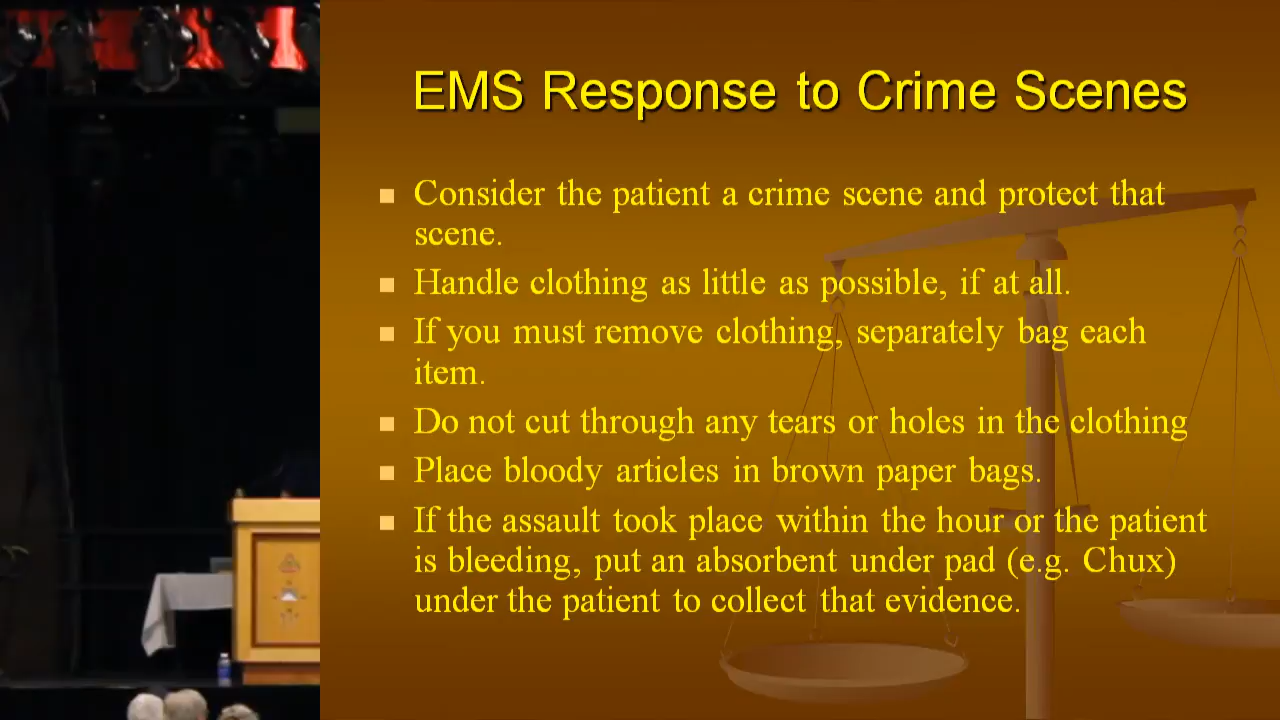 EMS Response to Crime Scenes
Consider the patient a crime scene and protect that
scene.
Handle clothing as little as possible, if at all.
If you must remove clothing, separately bag each
item.
Do not cut through any tears or holes in the clothing
Place bloody articles in brown paper bags.
If the assault took place within the hour or the patient
is bleeding, put an absorbent under pad (e.g. Chux)
under the patient to collect that evidence.